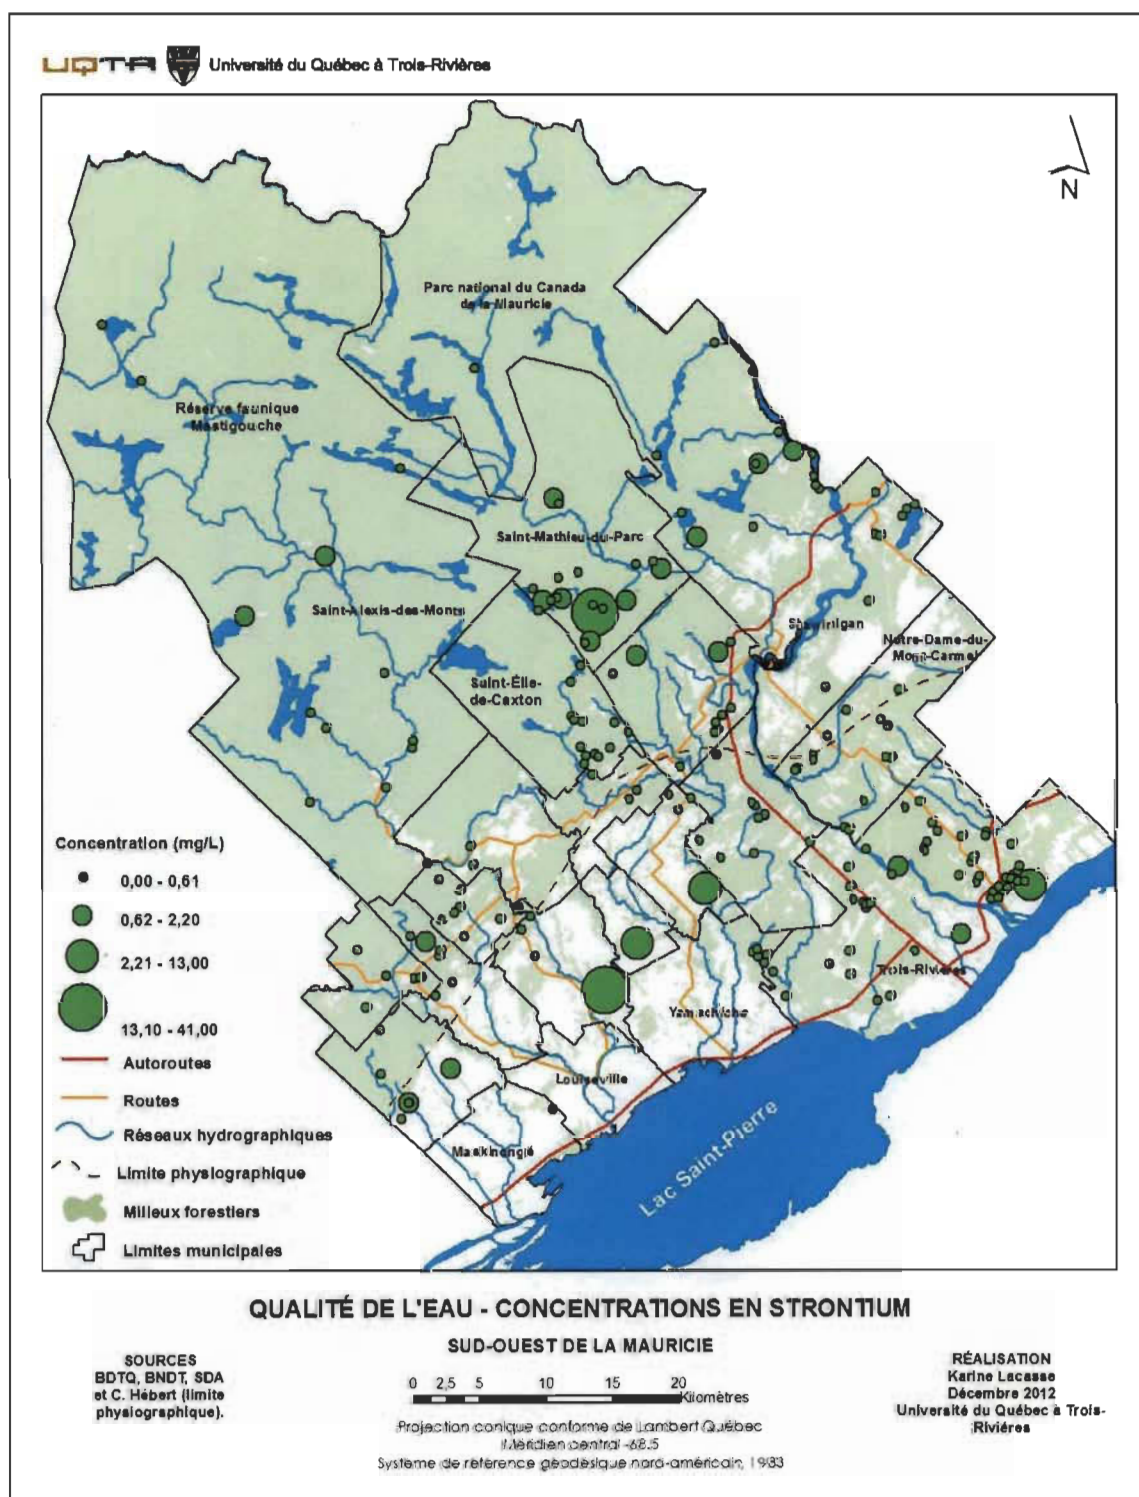 UQTR Université du Québec à Trois-Rivières
N
Parc national du Canada
de la Mauricie
Réserve faunique
Mastigouche
Saint-Mathieu-du-Parc
Saint-Alexis-des-Monts
Shawinigan
Notre-Dame-du-
Mont-Carmel
Saint-Élie-
de-Caxton
Trois-Rivières
Yamachiche
Louiseville
Maskinongé
Lac Saint-Pierre
Concentration (mg/L)
0,00 - 0,61
0,62 - 2,20
2,21 - 13,00
13,10 - 41,00
Autoroutes
Routes
Réseaux hydrographiques
Limite physiographique
Milieux forestiers
Limites municipales
QUALITÉ DE L'EAU - CONCENTRATIONS EN STRONTIUM
SUD-OUEST DE LA MAURICIE
SOURCES
BDTQ, BNDT, SDA
et C. Hébert (limite
physiographique).
0 2,5 5 10 15 20
Kilomètres
Projection conique conforme de Lambert Québec
Méridien central -68.5
Système de référence géodésique nord-américain, 1983
RÉALISATION
Karine Lacasse
Décembre 2012
Université du Québec à Trois-
Rivières